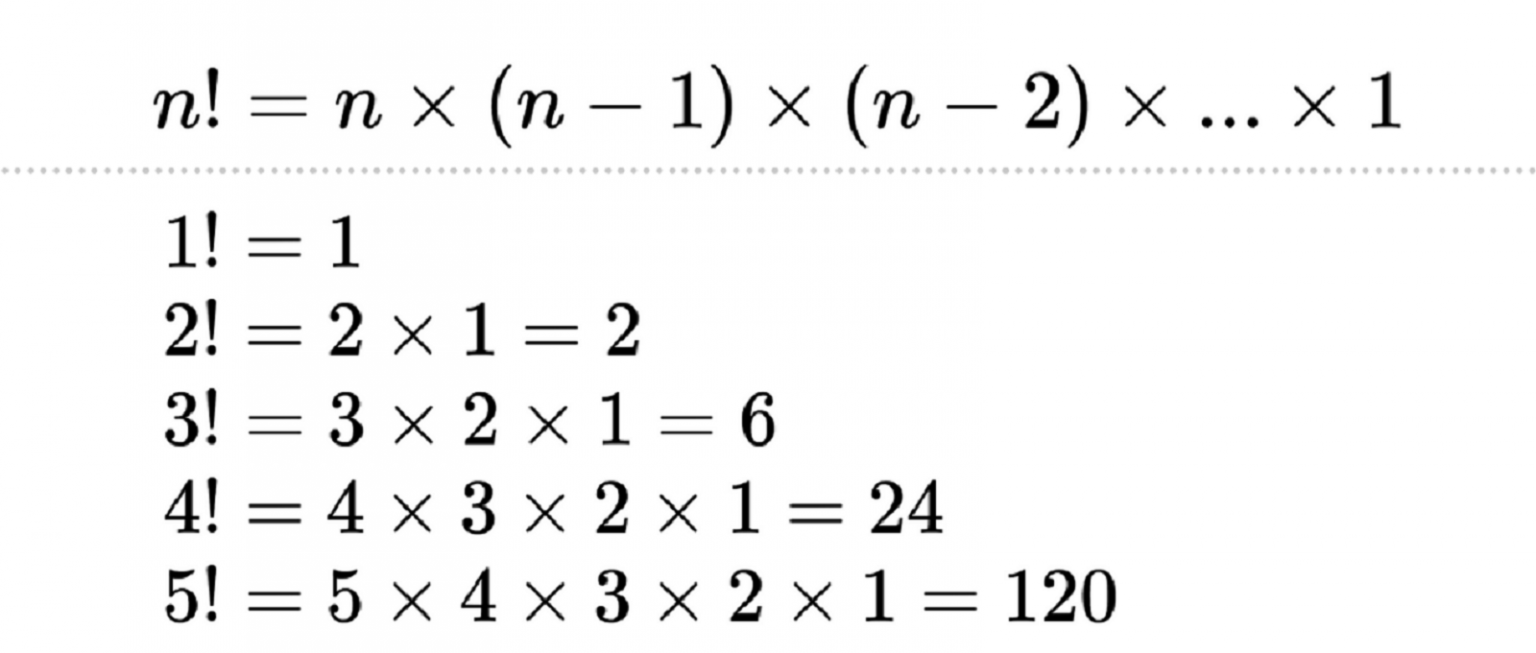 n! = n × (n − 1) × (n − 2) × ... × 1
1! = 1
2! = 2 × 1 = 2
3! = 3 × 2 × 1 = 6
4! = 4 × 3 × 2 × 1 = 24
5! = 5 × 4 × 3 × 2 × 1 = 120